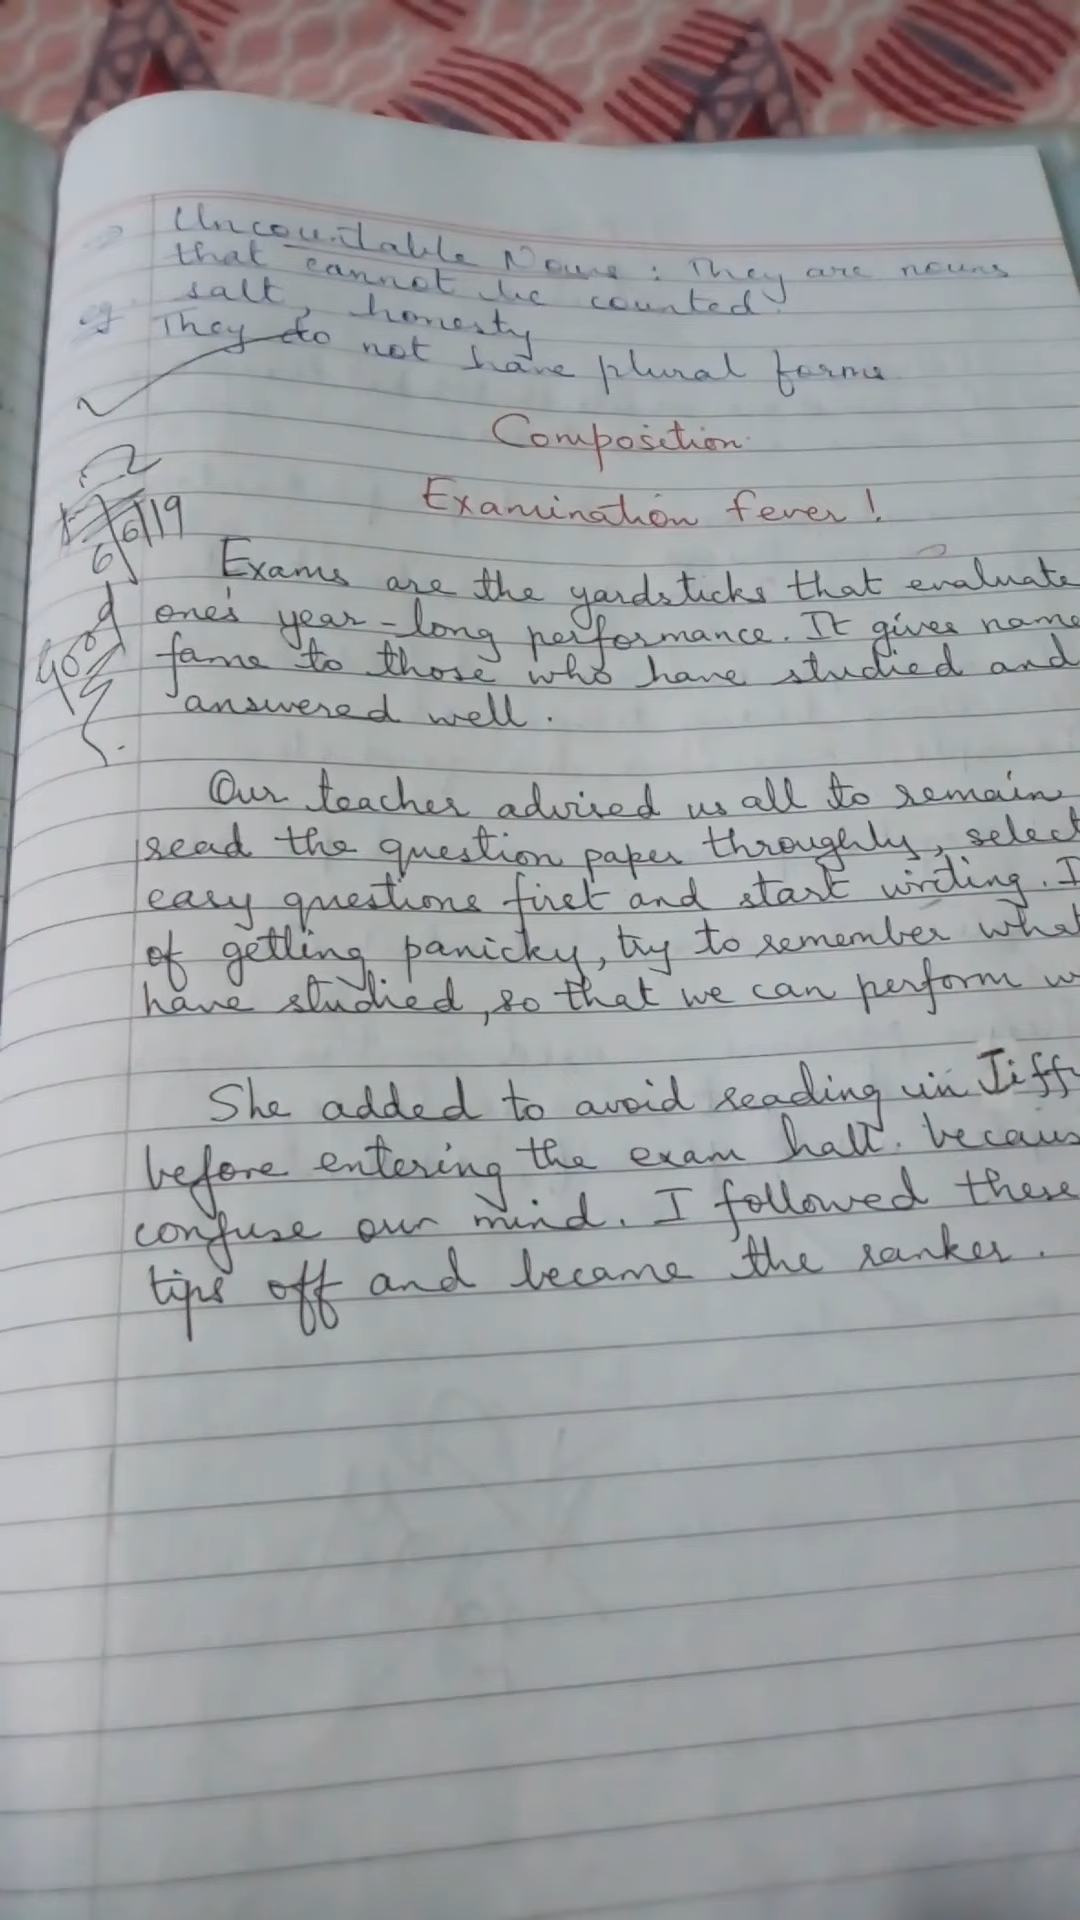 Uncountable Nouns : They are nouns
that cannot be counted.
eg. salt, honesty
They do not have plural forms
Composition
Examination fever !
6/6/19
Good
Exams are the yardsticks that evaluate
one's year-long performance. It gives name
fame to those who have studied and
answered well.
Our teacher advised us all to remain
read the question paper throughly, select
easy questions first and start writing. I
of getting panicky, try to remember wha
have studied, so that we can perform w
She added to avoid reading in Jiffy
before entering the exam hall. becaus
confuse our mind. I followed these
tips off and became the ranker.